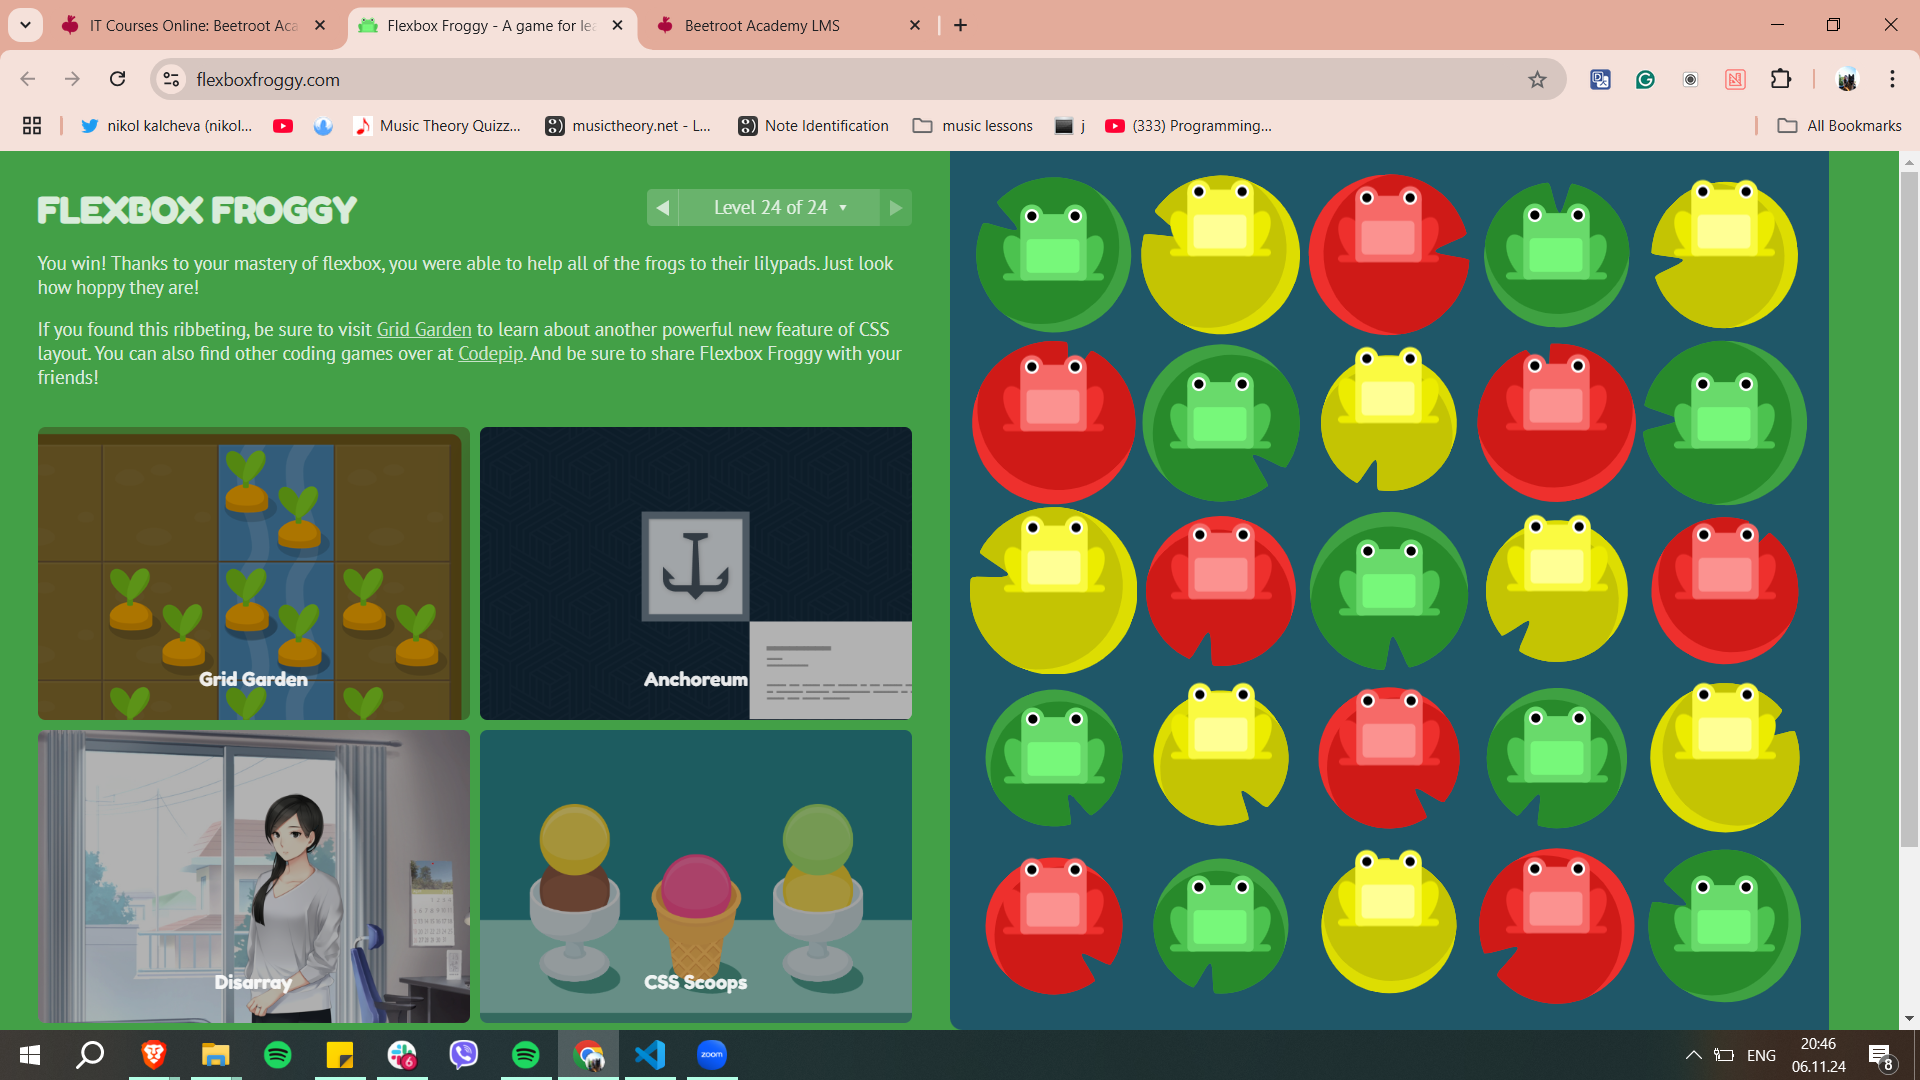 IT Courses Online: Beetroot Aca
Flexbox Froggy - A game for lea
Beetroot Academy LMS
flexboxfroggy.com
nikol kalcheva (nikol...
Music Theory Quizz...
musictheory.net - L...
Note Identification
music lessons
j
(333) Programming...
All Bookmarks
FLEXBOX FROGGY
Level 24 of 24
You win! Thanks to your mastery of flexbox, you were able to help all of the frogs to their lilypads. Just look
how hoppy they are!
If you found this ribbeting, be sure to visit Grid Garden to learn about another powerful new feature of CSS
layout. You can also find other coding games over at Codepip. And be sure to share Flexbox Froggy with your
friends!
Grid Garden
Anchoreum
Disarray
CSS Scoops
6
zoom
ENG
20:46
06.11.24
8